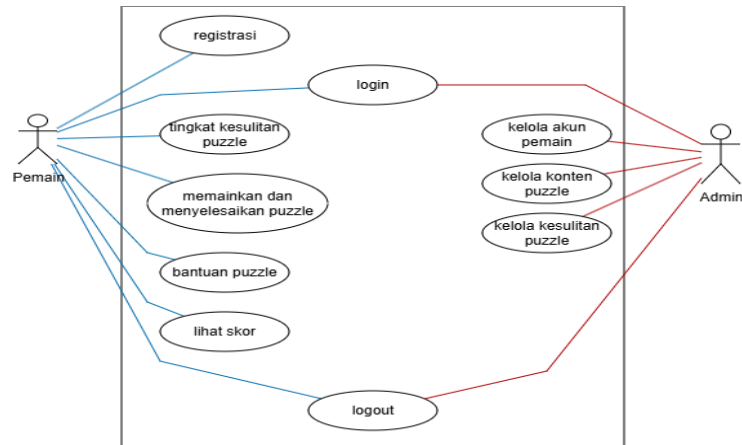 registrasi
login
tingkat kesulitan
puzzle
kelola akun
pemain
Pemain
kelola konten
puzzle
Admin
memainkan dan
menyelesaikan puzzle
kelola kesulitan
puzzle
bantuan puzzle
lihat skor
logout